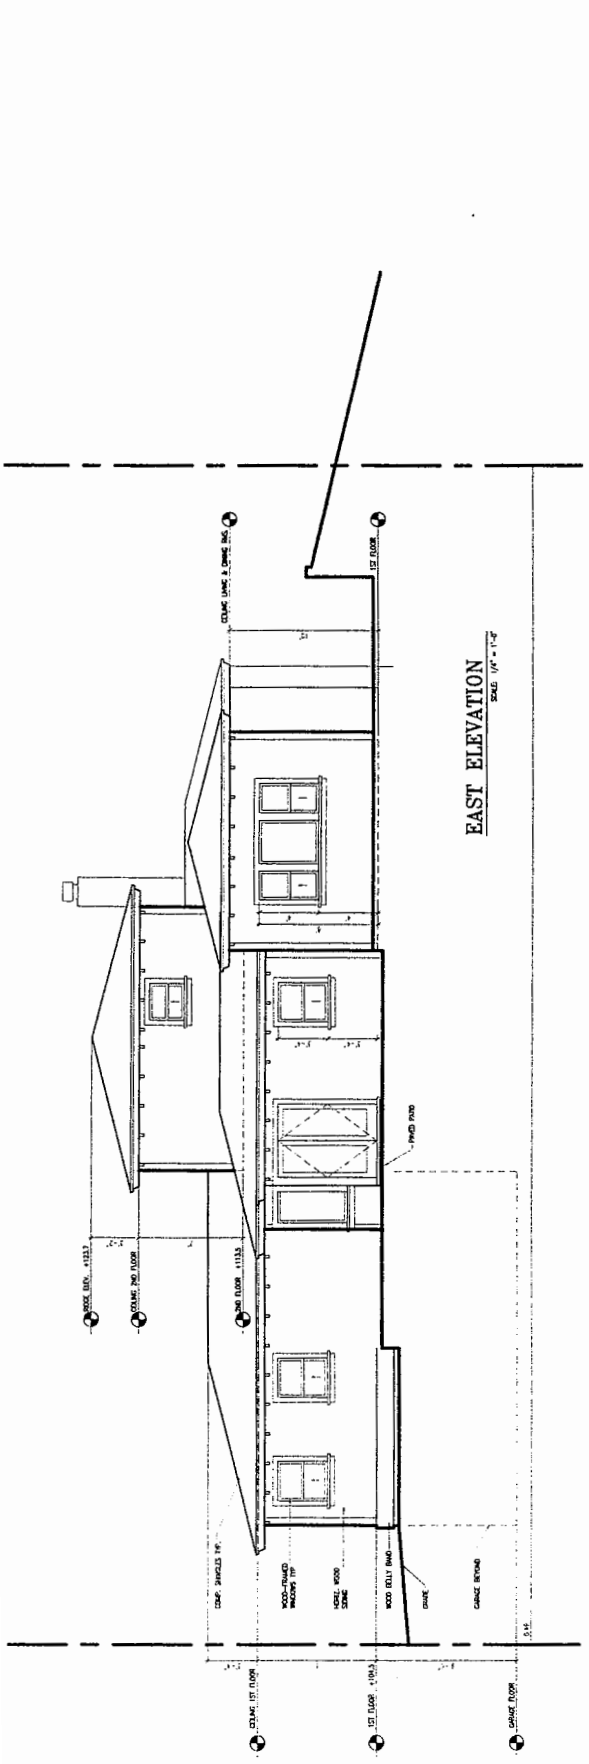 RIDGE ELEV. +123.7
CEILING 2ND FLOOR
2ND FLOOR +113.5
CEILING 1ST FLOOR
1ST FLOOR +104.5
GARAGE FLOOR
COMP. SHINGLES TYP.
WOOD-FRAMED
WINDOWS TYP
HORIZ. WOOD
SIDING
WOOD BELLY BAND
GRADE
GARAGE BEYOND
PAVED PATIO
CEILING LIVING & DINING RMS.
1ST FLOOR
EAST ELEVATION
SCALE: 1/4" = 1'-0"